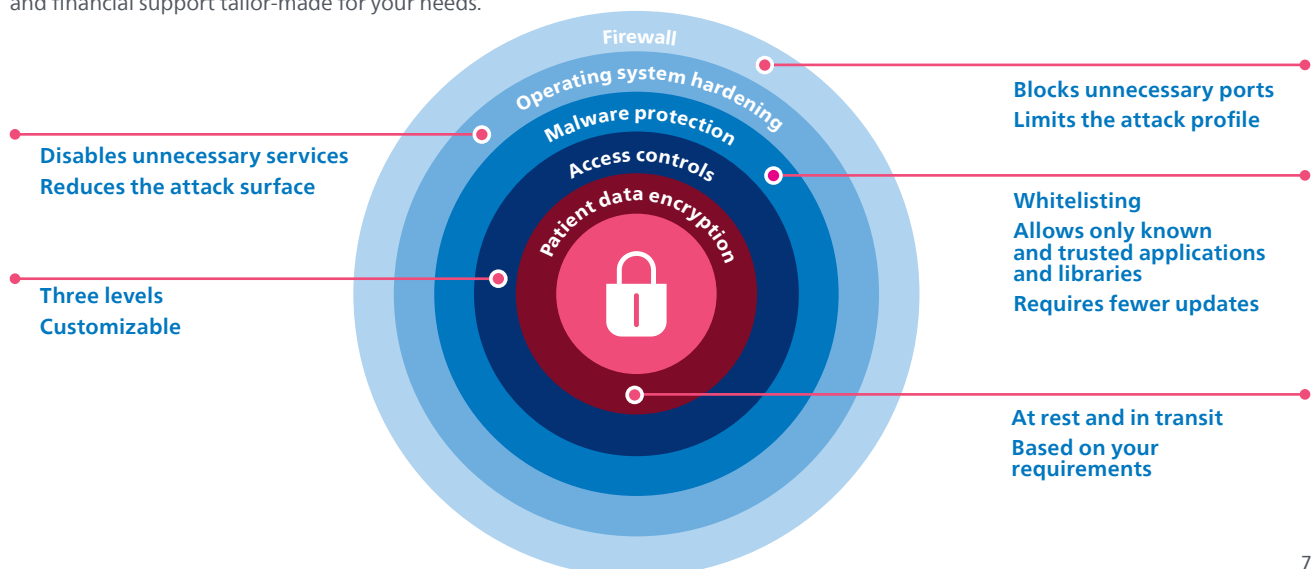 and financial support tailor-made for your needs.
Firewall
Operating system hardening
Malware protection
Access controls
Patient data encryption
Disables unnecessary services
Reduces the attack surface
Three levels
Customizable
Blocks unnecessary ports
Limits the attack profile
Whitelisting
Allows only known
and trusted applications
and libraries
Requires fewer updates
At rest and in transit
Based on your
requirements
7